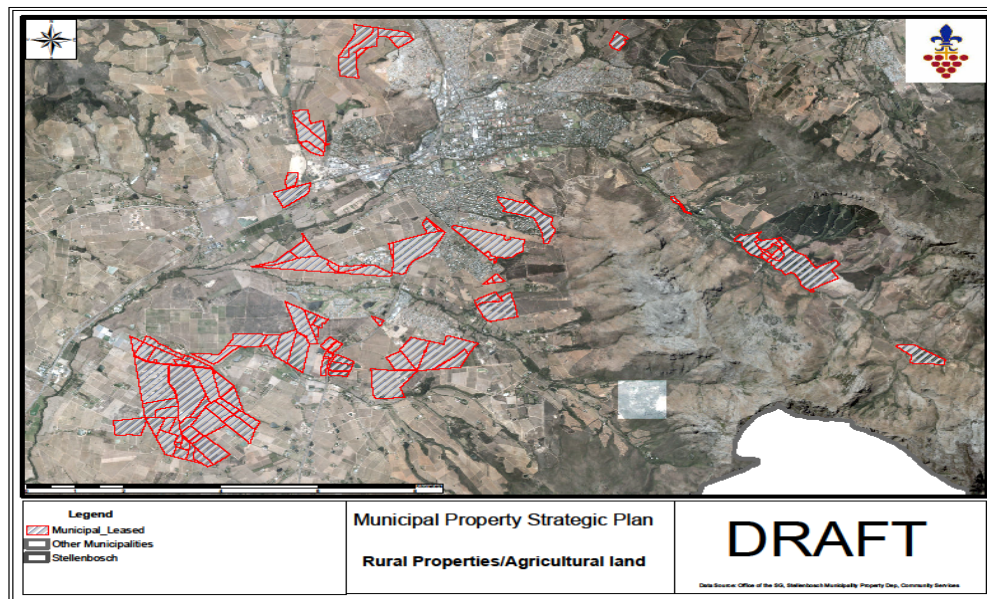 Legend
Municipal_Leased
Other Municipalities
Stellenbosch
Municipal Property Strategic Plan
Rural Properties/Agricultural land
DRAFT
Data Source: Office of the SG, Stellenbosch Municipality Property Dep, Community Services